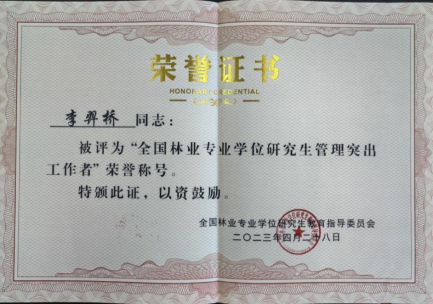 荣誉证书
HONORARY CREDENTIAL
李羿桥 同志：
被评为“全国林业专业学位研究生管理突出
工作者”荣誉称号。
特颁此证，以资鼓励。
全国林业专业学位研究生教育指导委员会
二〇二三年四月二十八日